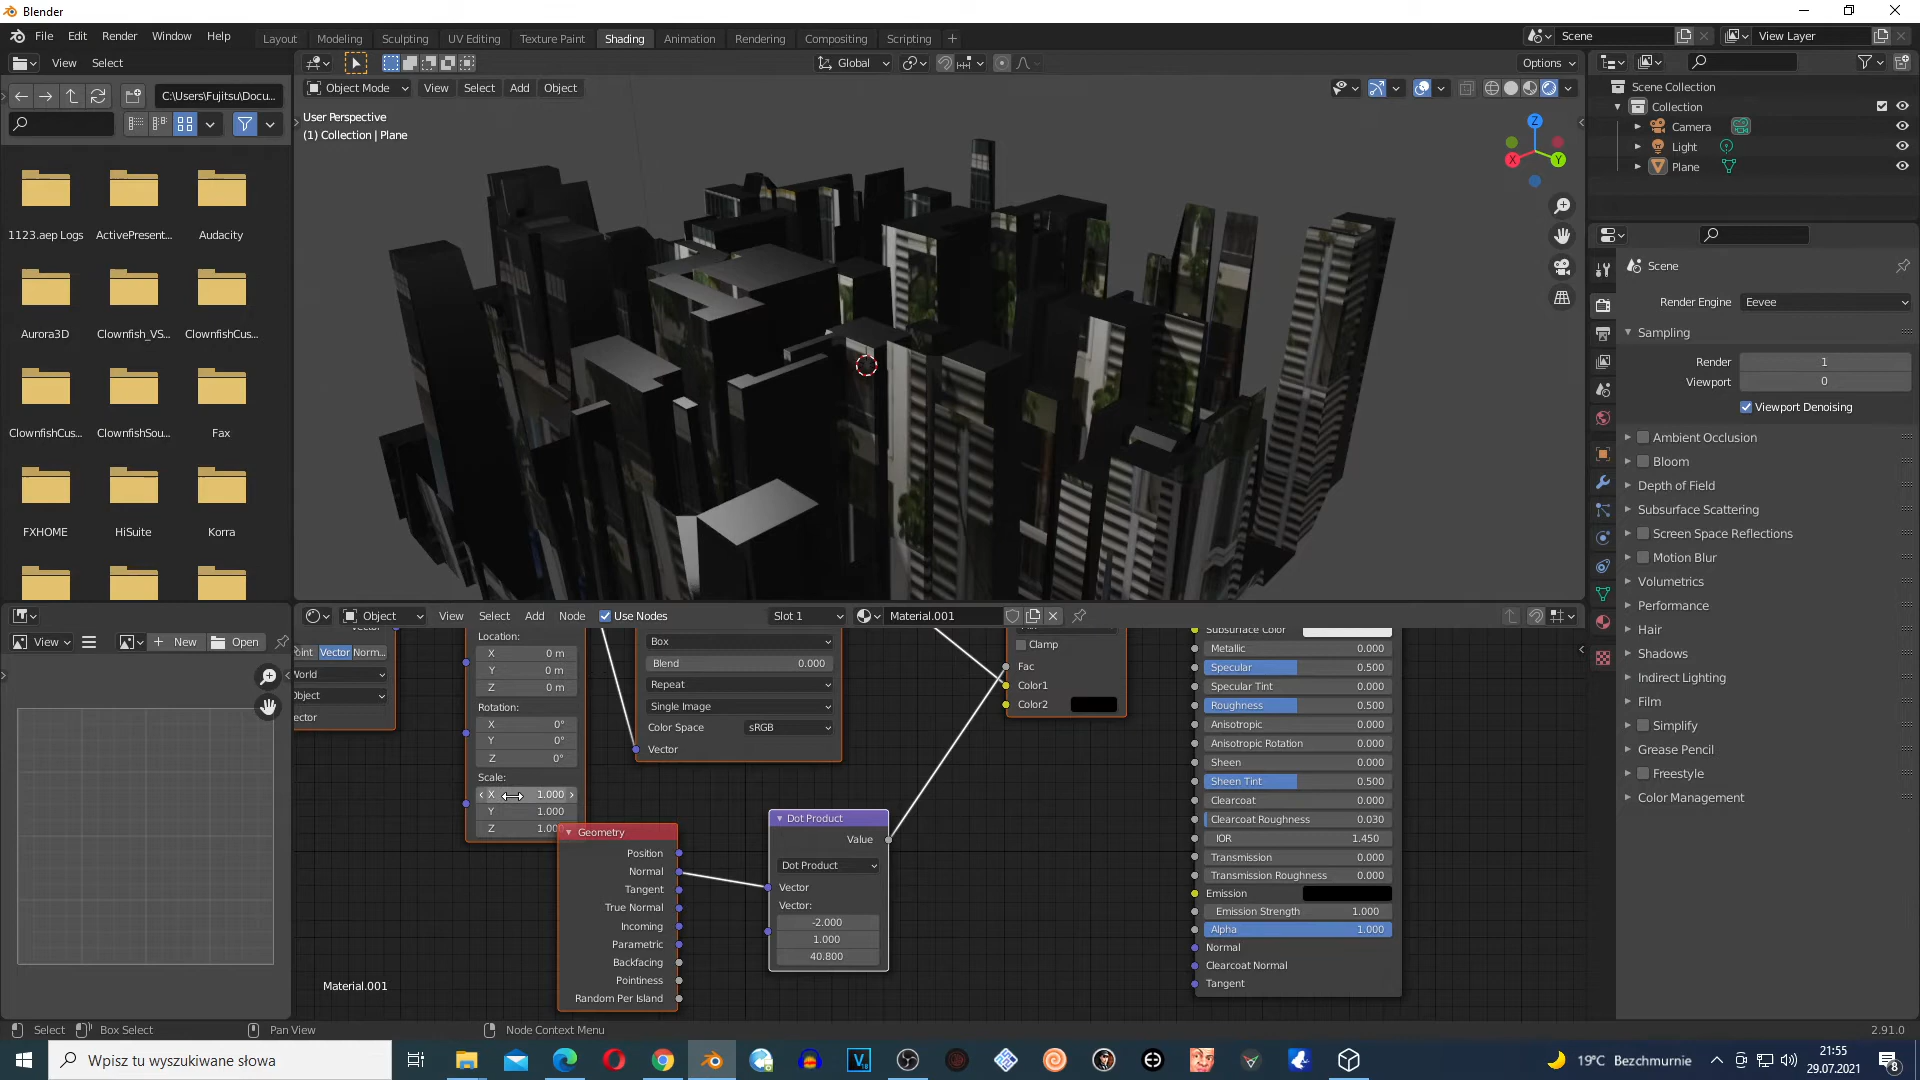 Blender
File Edit Render Window Help
Layout Modeling Sculpting UV Editing Texture Paint Shading Animation Rendering Compositing Scripting
Scene
View Layer
View Select
Global
Options
C:\Users\Fujitsu\Docu...
Object Mode View Select Add Object
User Perspective
(1) Collection | Plane
Z
X
Y
1123.aep Logs
ActivePresent...
Audacity
Aurora3D
Clownfish_VS...
ClownfishCus...
ClownfishCus...
ClownfishSou...
Fax
FXHOME
HiSuite
Korra
Scene Collection
Collection
Camera
Light
Plane
Scene
Render Engine Eevee
Sampling
Render 1
Viewport 0
Viewport Denoising
Ambient Occlusion
Bloom
Depth of Field
Subsurface Scattering
Screen Space Reflections
Motion Blur
Volumetrics
Performance
Hair
Shadows
Indirect Lighting
Film
Simplify
Grease Pencil
Freestyle
Color Management
View New Open
Object View Select Add Node Use Nodes Slot 1 Material.001
Vector Norm...
Location:
X 0 m
Y 0 m
Z 0 m
Rotation:
X 0°
Y 0°
Z 0°
Scale:
X 1.000
Y 1.000
Z
Box
Blend 0.000
Repeat
Single Image
Color Space sRGB
Vector
Clamp
Fac
Color1
Color2
Geometry
Position
Normal
Tangent
True Normal
Incoming
Parametric
Backfacing
Pointiness
Random Per Island
Dot Product
Value
Dot Product
Vector
Vector:
-2.000
1.000
40.800
Subsurface Color
Metallic 0.000
Specular 0.500
Specular Tint 0.000
Roughness 0.500
Anisotropic 0.000
Anisotropic Rotation 0.000
Sheen 0.000
Sheen Tint 0.500
Clearcoat 0.000
Clearcoat Roughness 0.030
IOR 1.450
Transmission 0.000
Transmission Roughness 0.000
Emission
Emission Strength 1.000
Alpha 1.000
Normal
Clearcoat Normal
Tangent
Material.001
Select
Box Select
Pan View
Node Context Menu
2.91.0
Wpisz tu wyszukiwane słowa
19°C Bezchmurnie
21:55
29.07.2021
8